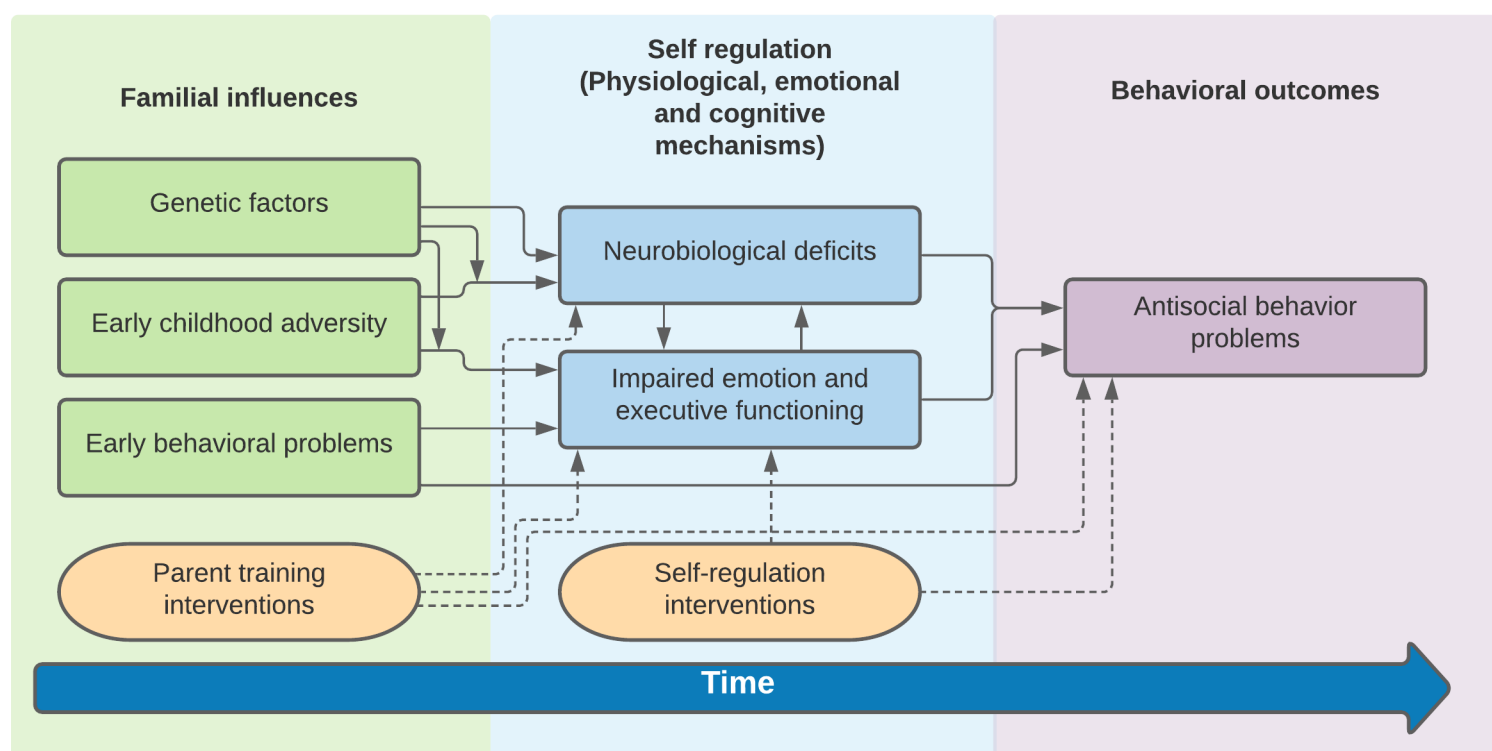 Familial influences
Self regulation
(Physiological, emotional
and cognitive
mechanisms)
Behavioral outcomes
Genetic factors
Early childhood adversity
Early behavioral problems
Neurobiological deficits
Impaired emotion and
executive functioning
Antisocial behavior
problems
Parent training
interventions
Self-regulation
interventions
Time